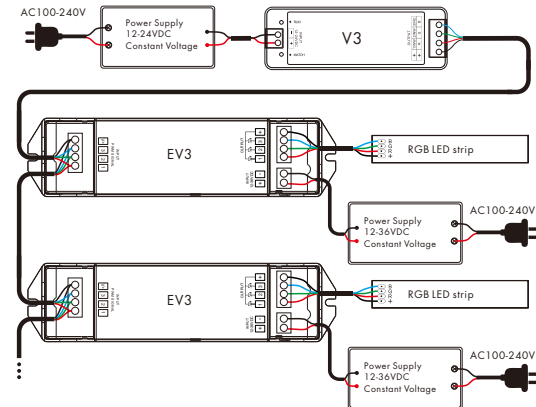 AC100-240V
Power Supply
12-24VDC
Constant Voltage
V3
EV3
RGB LED strip
AC100-240V
Power Supply
12-36VDC
Constant Voltage
EV3
RGB LED strip
AC100-240V
Power Supply
12-36VDC
Constant Voltage